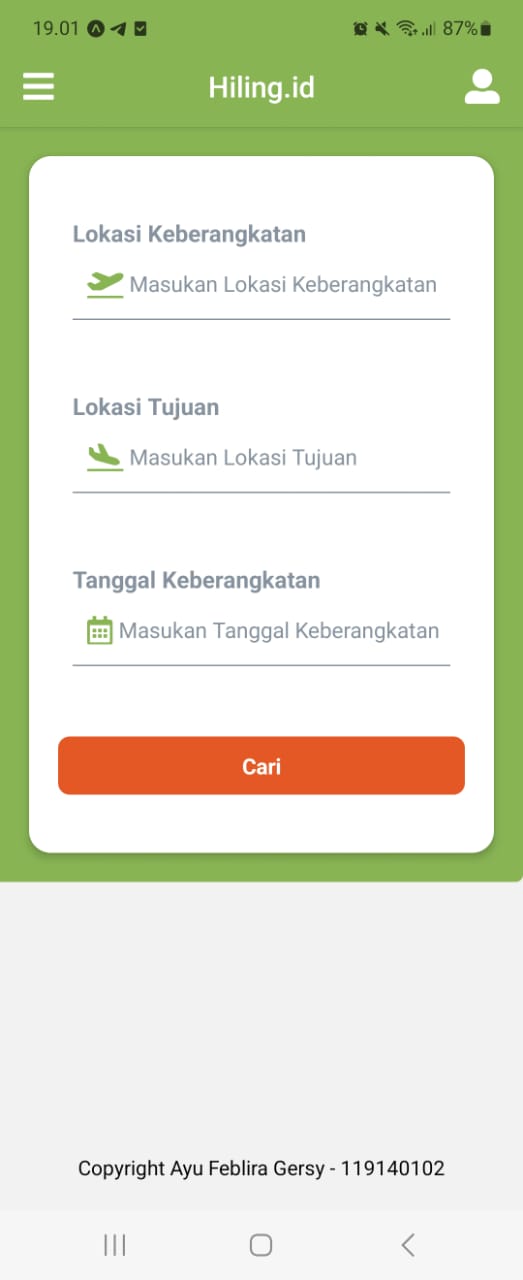 19.01
87%
Hiling.id
Lokasi Keberangkatan
Masukan Lokasi Keberangkatan
Lokasi Tujuan
Masukan Lokasi Tujuan
Tanggal Keberangkatan
Masukan Tanggal Keberangkatan
Cari
Copyright Ayu Feblira Gersy - 119140102